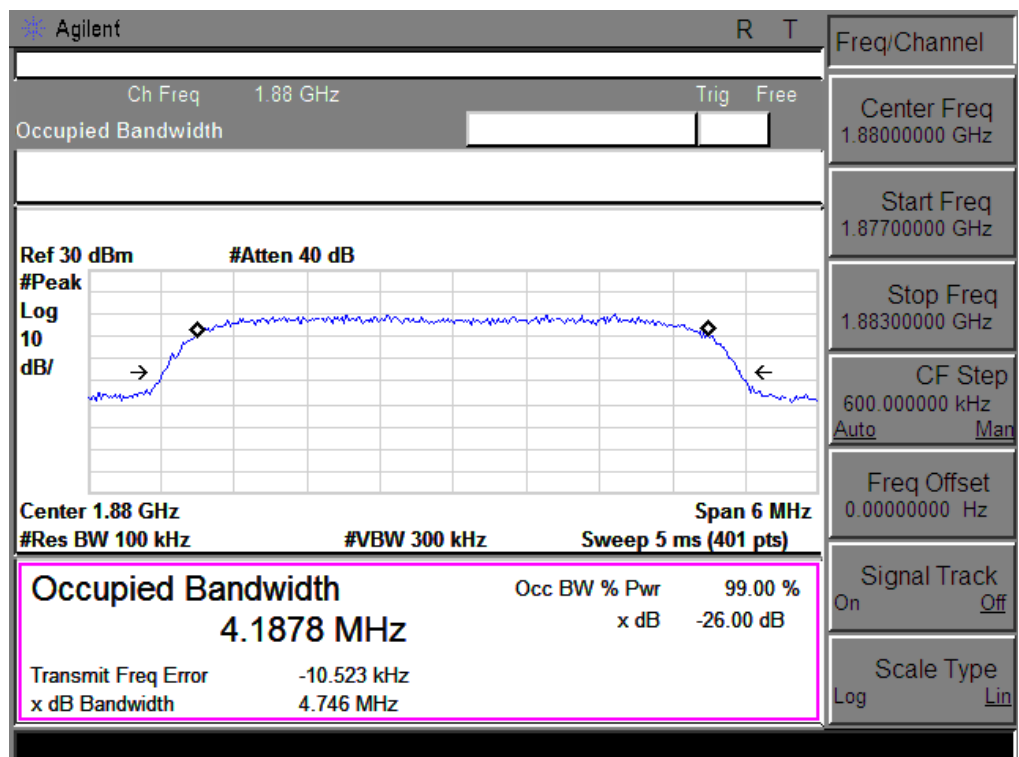 Agilent R T
Ch Freq 1.88 GHz Trig Free
Occupied Bandwidth
Ref 30 dBm #Atten 40 dB
#Peak
Log
10
dB/
Center 1.88 GHz Span 6 MHz
#Res BW 100 kHz #VBW 300 kHz Sweep 5 ms (401 pts)
Occupied Bandwidth Occ BW % Pwr 99.00 %
4.1878 MHz x dB -26.00 dB
Transmit Freq Error -10.523 kHz
x dB Bandwidth 4.746 MHz
Freq/Channel
Center Freq
1.88000000 GHz
Start Freq
1.87700000 GHz
Stop Freq
1.88300000 GHz
CF Step
600.000000 kHz
Auto Man
Freq Offset
0.00000000 Hz
Signal Track
On Off
Scale Type
Log Lin